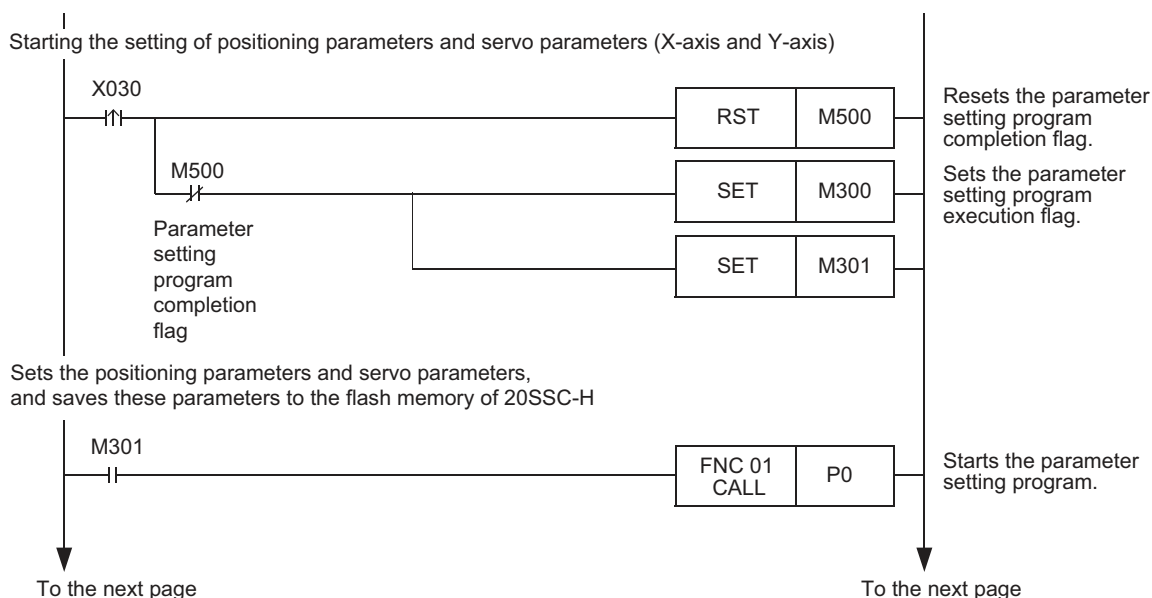 Starting the setting of positioning parameters and servo parameters (X-axis and Y-axis)
X030
RST M500
Resets the parameter
setting program
completion flag.
M500
SET M300
Sets the parameter
setting program
execution flag.
Parameter
setting
program
completion
flag
SET M301
Sets the positioning parameters and servo parameters,
and saves these parameters to the flash memory of 20SSC-H
M301
FNC 01
CALL
P0
Starts the parameter
setting program.
To the next page
To the next page